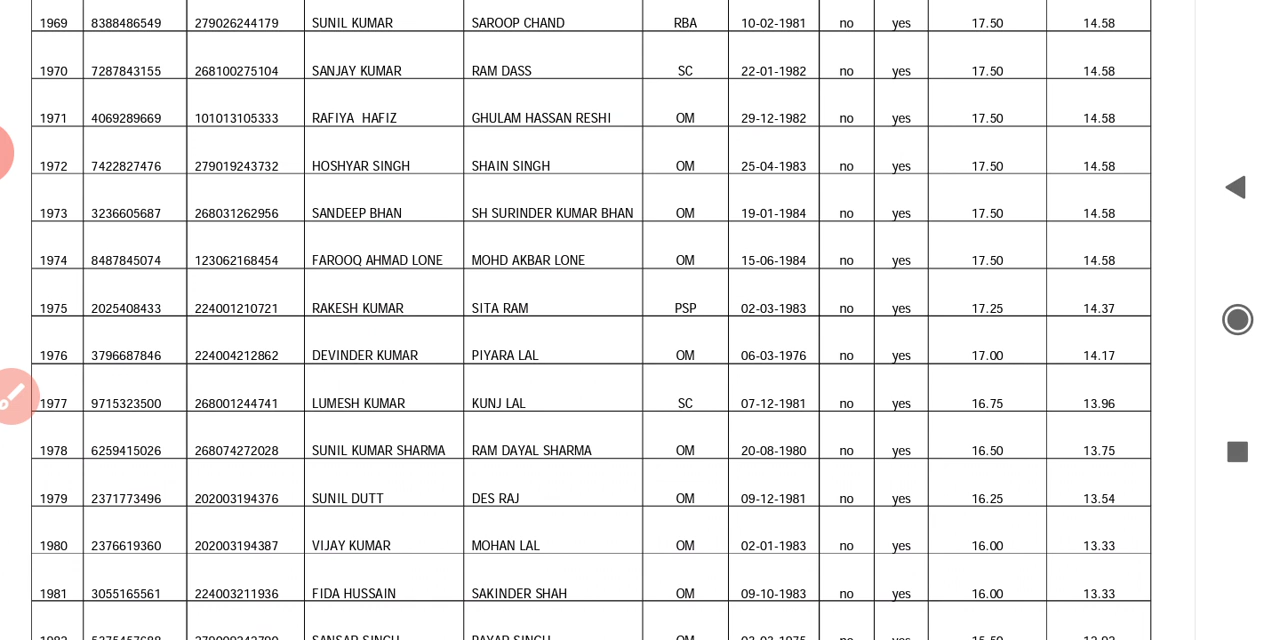 1969 8388486549 279026244179 SUNIL KUMAR SAROOP CHAND RBA 10-02-1981 no yes 17.50 14.58
1970 7287843155 268100275104 SANJAY KUMAR RAM DASS SC 22-01-1982 no yes 17.50 14.58
1971 4069289669 101013105333 RAFIYA HAFIZ GHULAM HASSAN RESHI OM 29-12-1982 no yes 17.50 14.58
1972 7422827476 279019243732 HOSHYAR SINGH SHAIN SINGH OM 25-04-1983 no yes 17.50 14.58
1973 3236605687 268031262956 SANDEEP BHAN SH SURINDER KUMAR BHAN OM 19-01-1984 no yes 17.50 14.58
1974 8487845074 123062168454 FAROOQ AHMAD LONE MOHD AKBAR LONE OM 15-06-1984 no yes 17.50 14.58
1975 2025408433 224001210721 RAKESH KUMAR SITA RAM PSP 02-03-1983 no yes 17.25 14.37
1976 3796687846 224004212862 DEVINDER KUMAR PIYARA LAL OM 06-03-1976 no yes 17.00 14.17
1977 9715323500 268001244741 LUMESH KUMAR KUNJ LAL SC 07-12-1981 no yes 16.75 13.96
1978 6259415026 268074272028 SUNIL KUMAR SHARMA RAM DAYAL SHARMA OM 20-08-1980 no yes 16.50 13.75
1979 2371773496 202003194376 SUNIL DUTT DES RAJ OM 09-12-1981 no yes 16.25 13.54
1980 2376619360 202003194387 VIJAY KUMAR MOHAN LAL OM 02-01-1983 no yes 16.00 13.33
1981 3055165561 224003211936 FIDA HUSSAIN SAKINDER SHAH OM 09-10-1983 no yes 16.00 13.33
SANSAR SINGH SINGH OM no yes